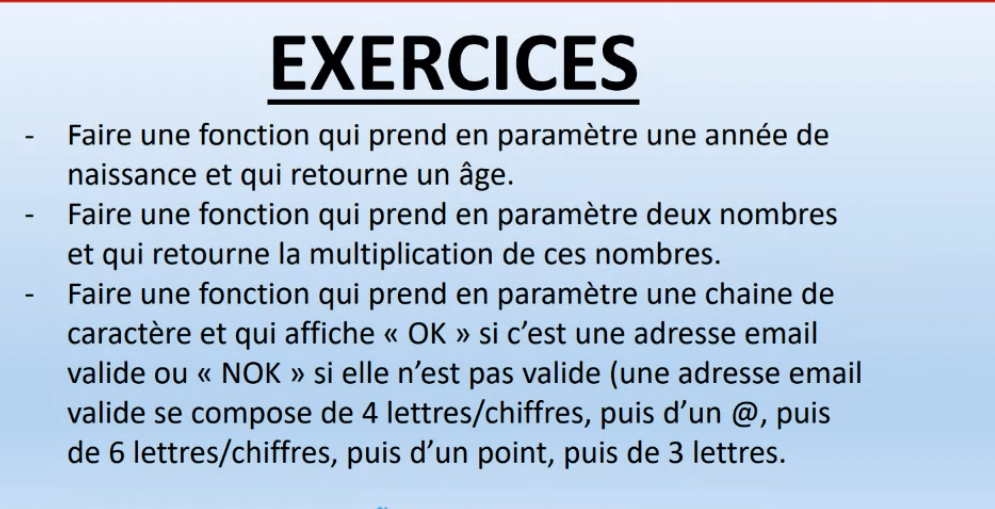 EXERCICES
- Faire une fonction qui prend en paramètre une année de
naissance et qui retourne un âge.
- Faire une fonction qui prend en paramètre deux nombres
et qui retourne la multiplication de ces nombres.
- Faire une fonction qui prend en paramètre une chaine de
caractère et qui affiche « OK » si c’est une adresse email
valide ou « NOK » si elle n’est pas valide (une adresse email
valide se compose de 4 lettres/chiffres, puis d’un @, puis
de 6 lettres/chiffres, puis d’un point, puis de 3 lettres.